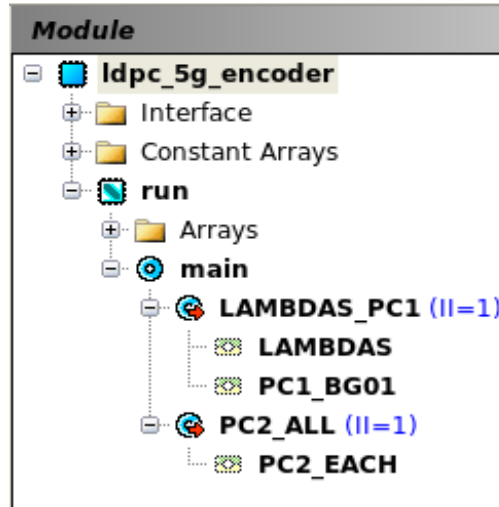 Module
ldpc_5g_encoder
Interface
Constant Arrays
run
Arrays
main
LAMBDAS_PC1 (II=1)
LAMBDAS
PC1_BG01
PC2_ALL (II=1)
PC2_EACH